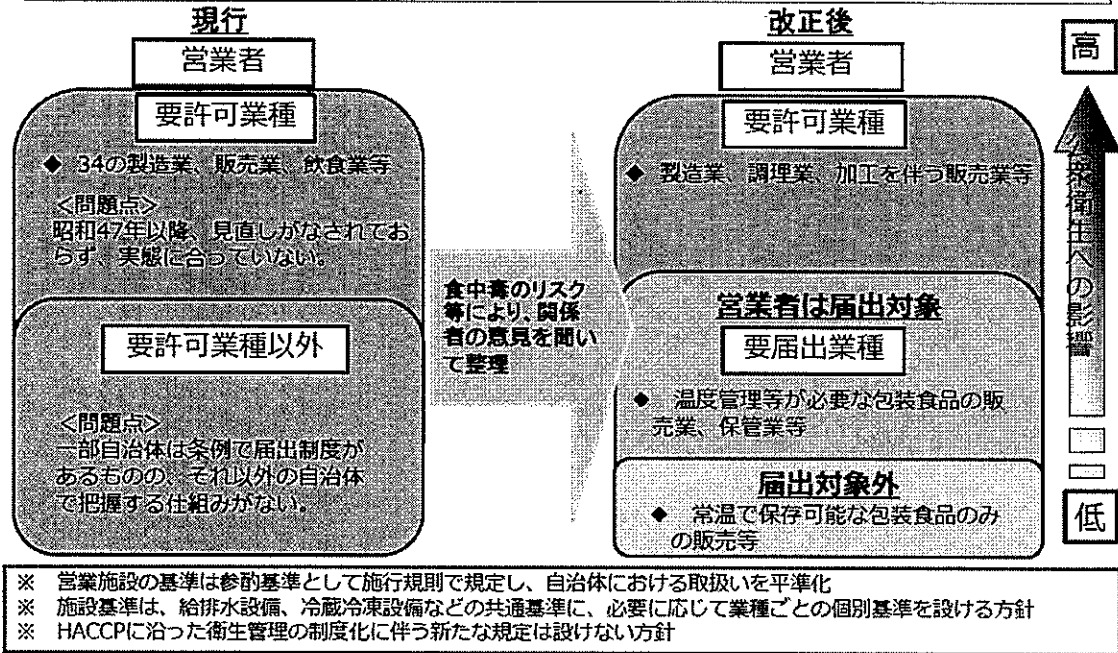 現行
営業者
要許可業種
◆ 34の製造業、販売業、飲食業等
<問題点>
昭和47年以降、見直しがなされてお
らず、実態に合っていない。
要許可業種以外
<問題点>
一部自治体は条例で届出制度が
あるものの、それ以外の自治体
で把握する仕組みがない。
食中毒のリスク
等により、関係
者の意見を聞い
て整理
改正後
営業者
要許可業種
◆ 製造業、調理業、加工を伴う販売業等
営業者は届出対象
要届出業種
◆ 温度管理等が必要な包装食品の販
売業、保管業等
届出対象外
◆ 常温で保存可能な包装食品のみ
の販売等
高
公衆衛生への影響
低
※ 営業施設の基準は参酌基準として施行規則で規定し、自治体における取扱いを平準化
※ 施設基準は、給排水設備、冷蔵冷凍設備などの共通基準に、必要に応じて業種ごとの個別基準を設ける方針
※ HACCPに沿った衛生管理の制度化に伴う新たな規定は設けない方針